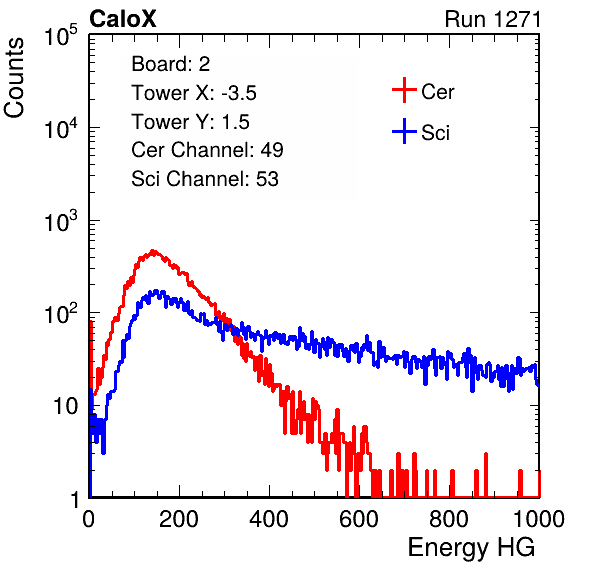 CaloX Run 1271
Counts
Board: 2
Tower X: -3.5
Tower Y: 1.5
Cer Channel: 49
Sci Channel: 53
Cer
Sci
10^5
10^4
10^3
10^2
10
1
0 200 400 600 800 1000
Energy HG